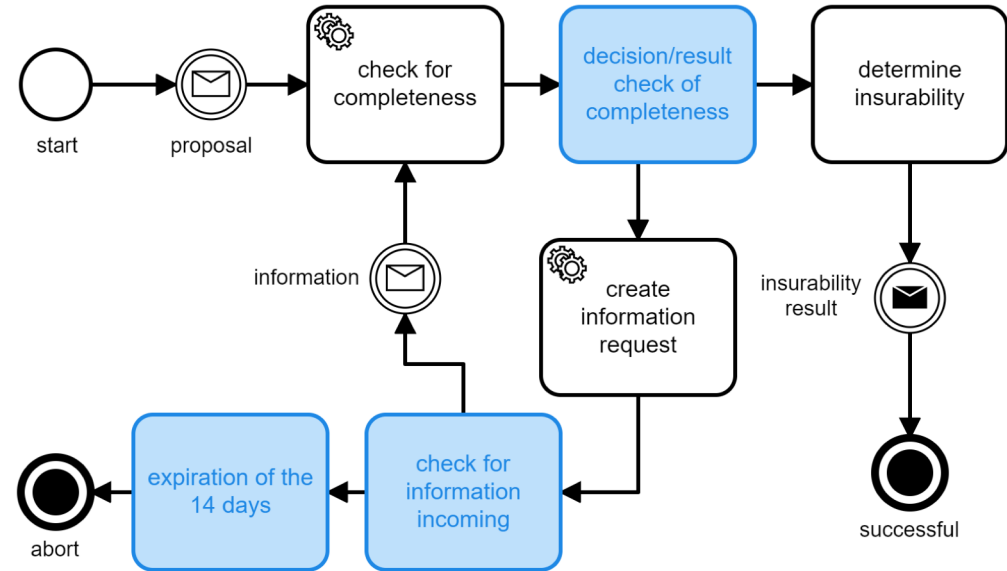 start
proposal
check for
completeness
decision/result
check of
completeness
determine
insurability
information
create
information
request
insurability
result
expiration of the
14 days
check for
information
incoming
abort
successful